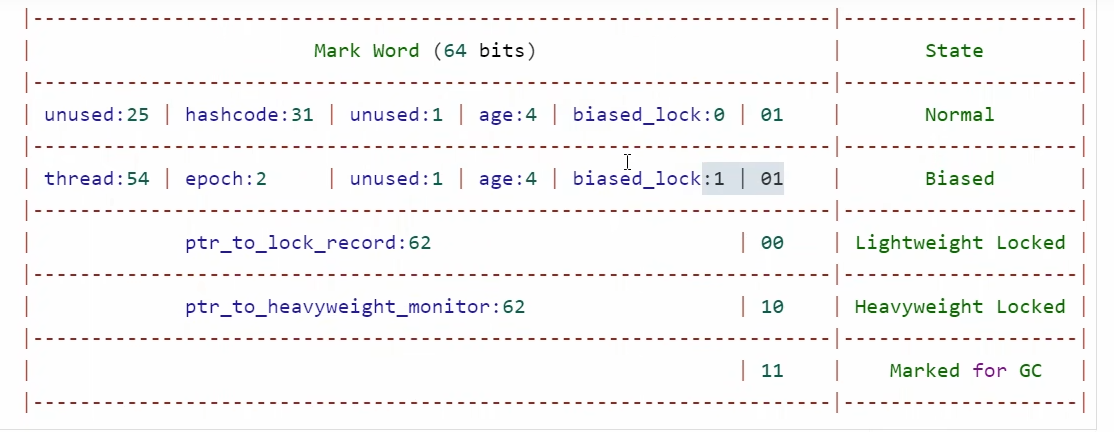 |--------------------------------------------------------------------|--------------------|
| Mark Word (64 bits) | State |
|--------------------------------------------------------------------|--------------------|
| unused:25 | hashcode:31 | unused:1 | age:4 | biased_lock:0 | 01 | Normal |
|--------------------------------------------------------------------|--------------------|
| thread:54 | epoch:2 | unused:1 | age:4 | biased_lock:1 | 01 | Biased |
|--------------------------------------------------------------------|--------------------|
| ptr_to_lock_record:62 | 00 | Lightweight Locked |
|--------------------------------------------------------------------|--------------------|
| ptr_to_heavyweight_monitor:62 | 10 | Heavyweight Locked |
|--------------------------------------------------------------------|--------------------|
| | 11 | Marked for GC |
|--------------------------------------------------------------------|--------------------|